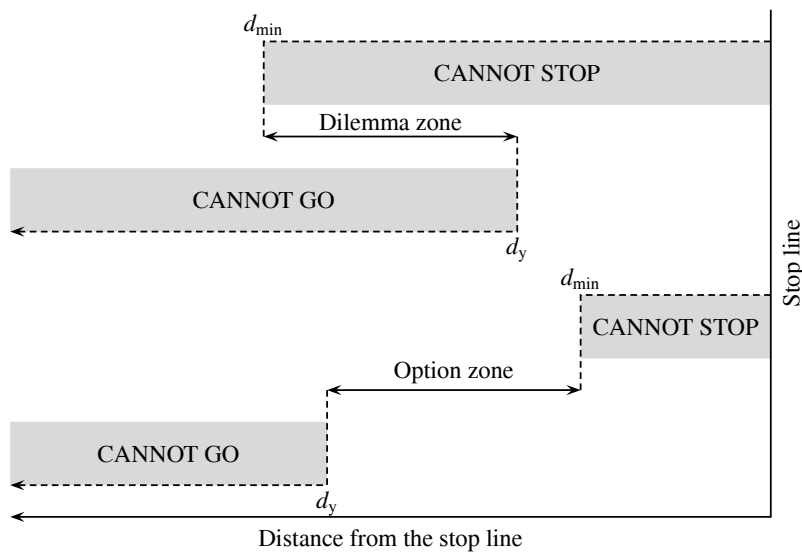 d_min
CANNOT STOP
Dilemma zone
CANNOT GO
d_y
Stop line
d_min
CANNOT STOP
Option zone
CANNOT GO
d_y
Distance from the stop line